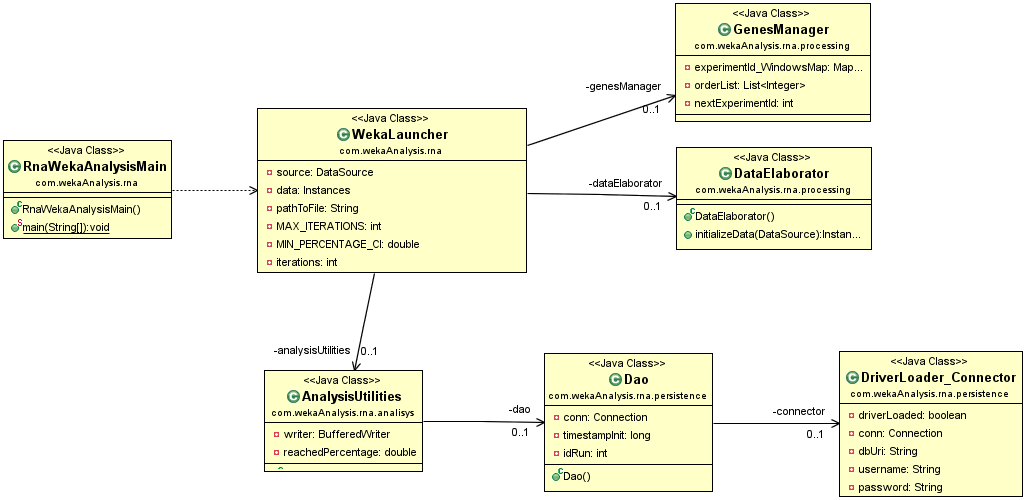 <<Java Class>>
GenesManager
com.wekaAnalysis.rna.processing
experimentId_WindowsMap: Map...
orderList: List<Integer>
nextExperimentId: int
-genesManager
0..1
<<Java Class>>
WekaLauncher
com.wekaAnalysis.rna
source: DataSource
data: Instances
pathToFile: String
MAX_ITERATIONS: int
MIN_PERCENTAGE_CI: double
iterations: int
<<Java Class>>
RnaWekaAnalysisMain
com.wekaAnalysis.rna
RnaWekaAnalysisMain()
main(String[]):void
<<Java Class>>
DataElaborator
com.wekaAnalysis.rna.processing
DataElaborator()
initializeData(DataSource):Instan...
-dataElaborator
0..1
-analysisUtilities
0..1
<<Java Class>>
AnalysisUtilities
com.wekaAnalysis.rna.analisys
writer: BufferedWriter
reachedPercentage: double
-dao
0..1
<<Java Class>>
Dao
com.wekaAnalysis.rna.persistence
conn: Connection
timestampInit: long
idRun: int
Dao()
-connector
0..1
<<Java Class>>
DriverLoader_Connector
com.wekaAnalysis.rna.persistence
driverLoaded: boolean
conn: Connection
dbUri: String
username: String
password: String